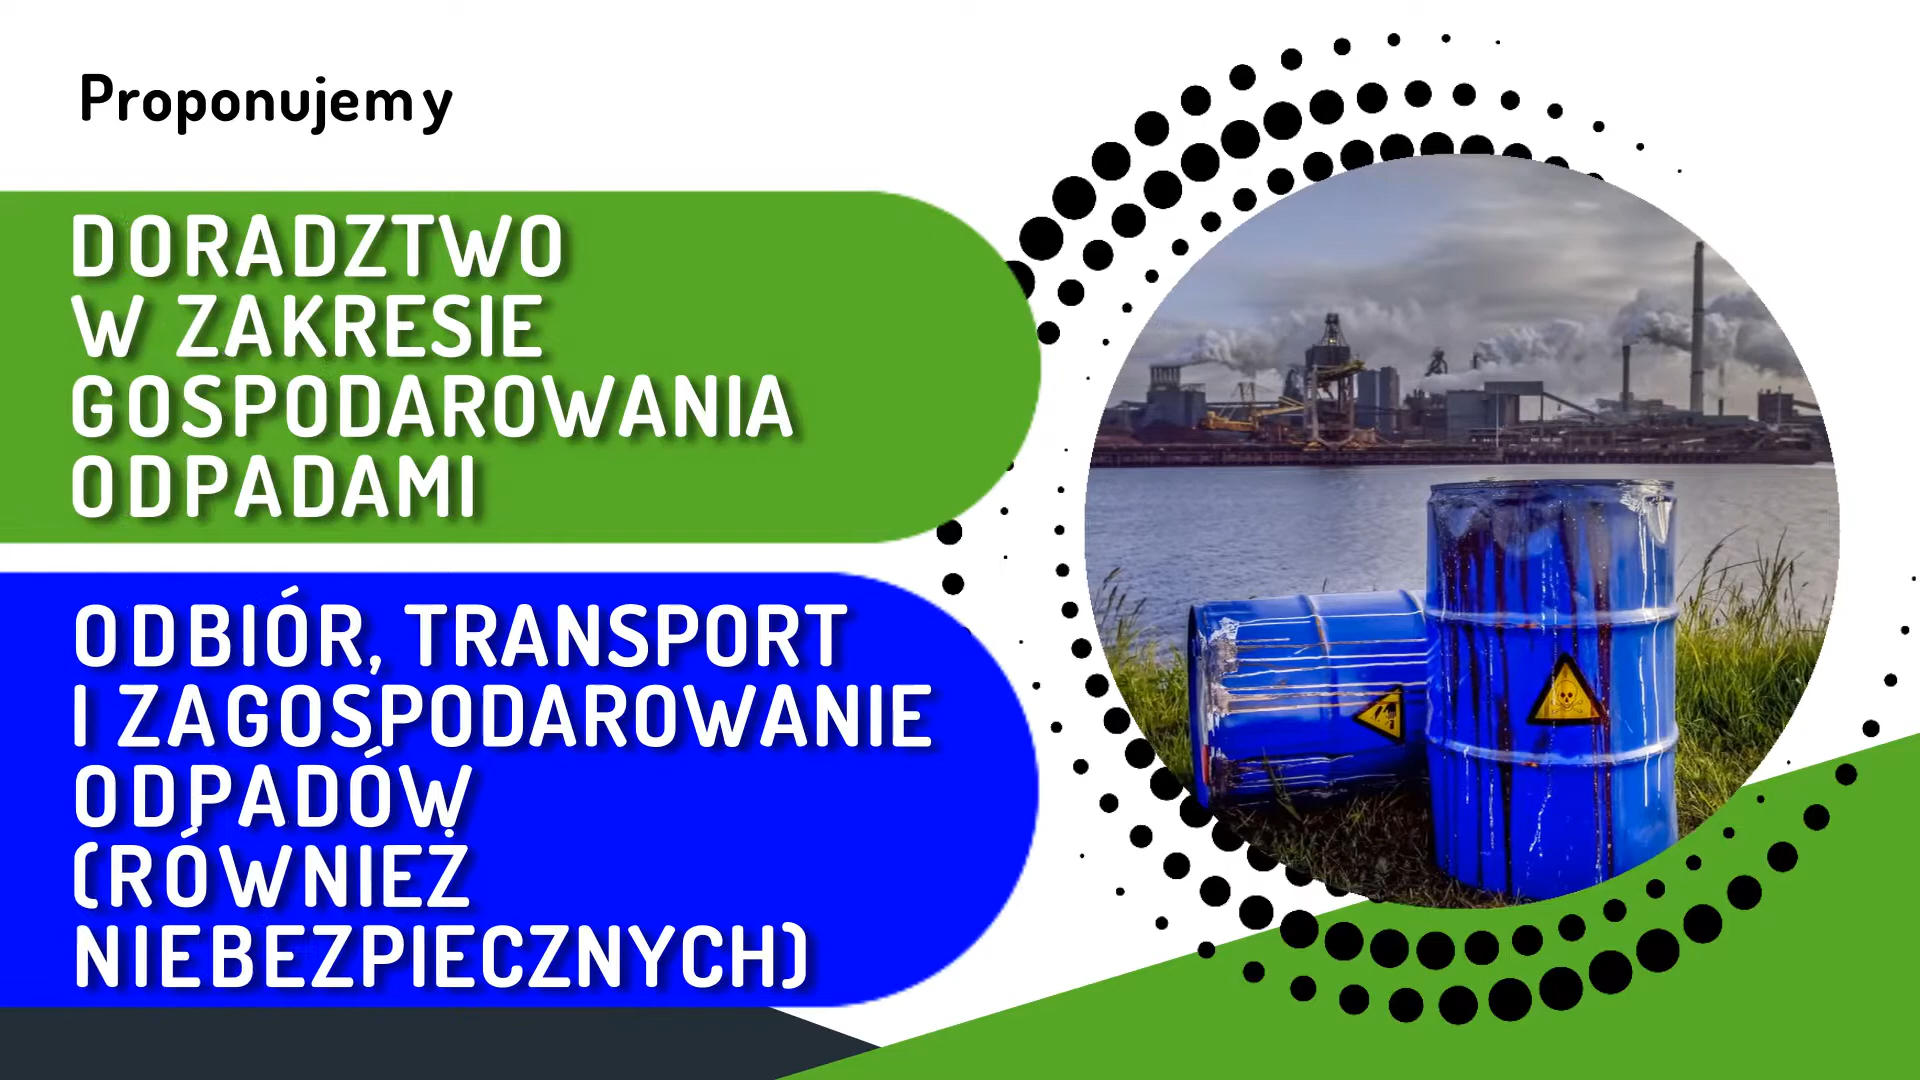 Proponujemy
DORADZTWO
W ZAKRESIE
GOSPODAROWANIA
ODPADAMI
ODBIÓR, TRANSPORT
I ZAGOSPODAROWANIE
ODPADÓW
(RÓWNIEŻ
NIEBEZPIECZNYCH)